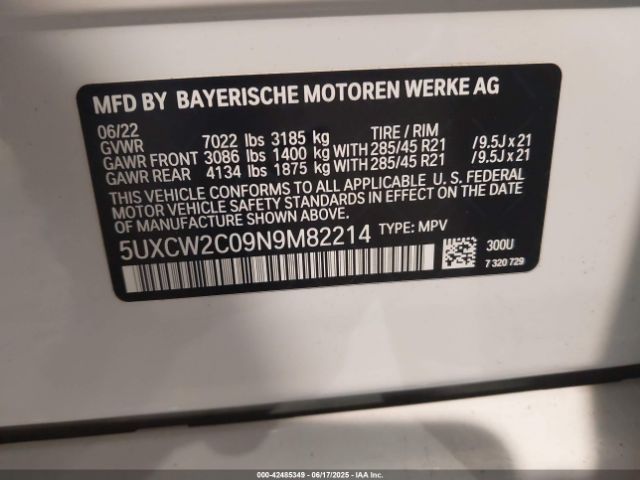 MFD BY BAYERISCHE MOTOREN WERKE AG
06/22 TIRE / RIM
GVWR 7022 lbs 3185 kg
GAWR FRONT 3086 lbs 1400 kg WITH 285/45 R21 /9.5J x 21
GAWR REAR 4134 lbs 1875 kg WITH 285/45 R21 /9.5J x 21
THIS VEHICLE CONFORMS TO ALL APPLICABLE U. S. FEDERAL
MOTOR VEHICLE SAFETY STANDARDS IN EFFECT ON THE DATE
OF MANUFACTURE SHOWN ABOVE.
5UXCW2C09N9M82214 TYPE: MPV
300U
7 320 729
000-42485349 - 06/17/2025 - IAAI Inc.